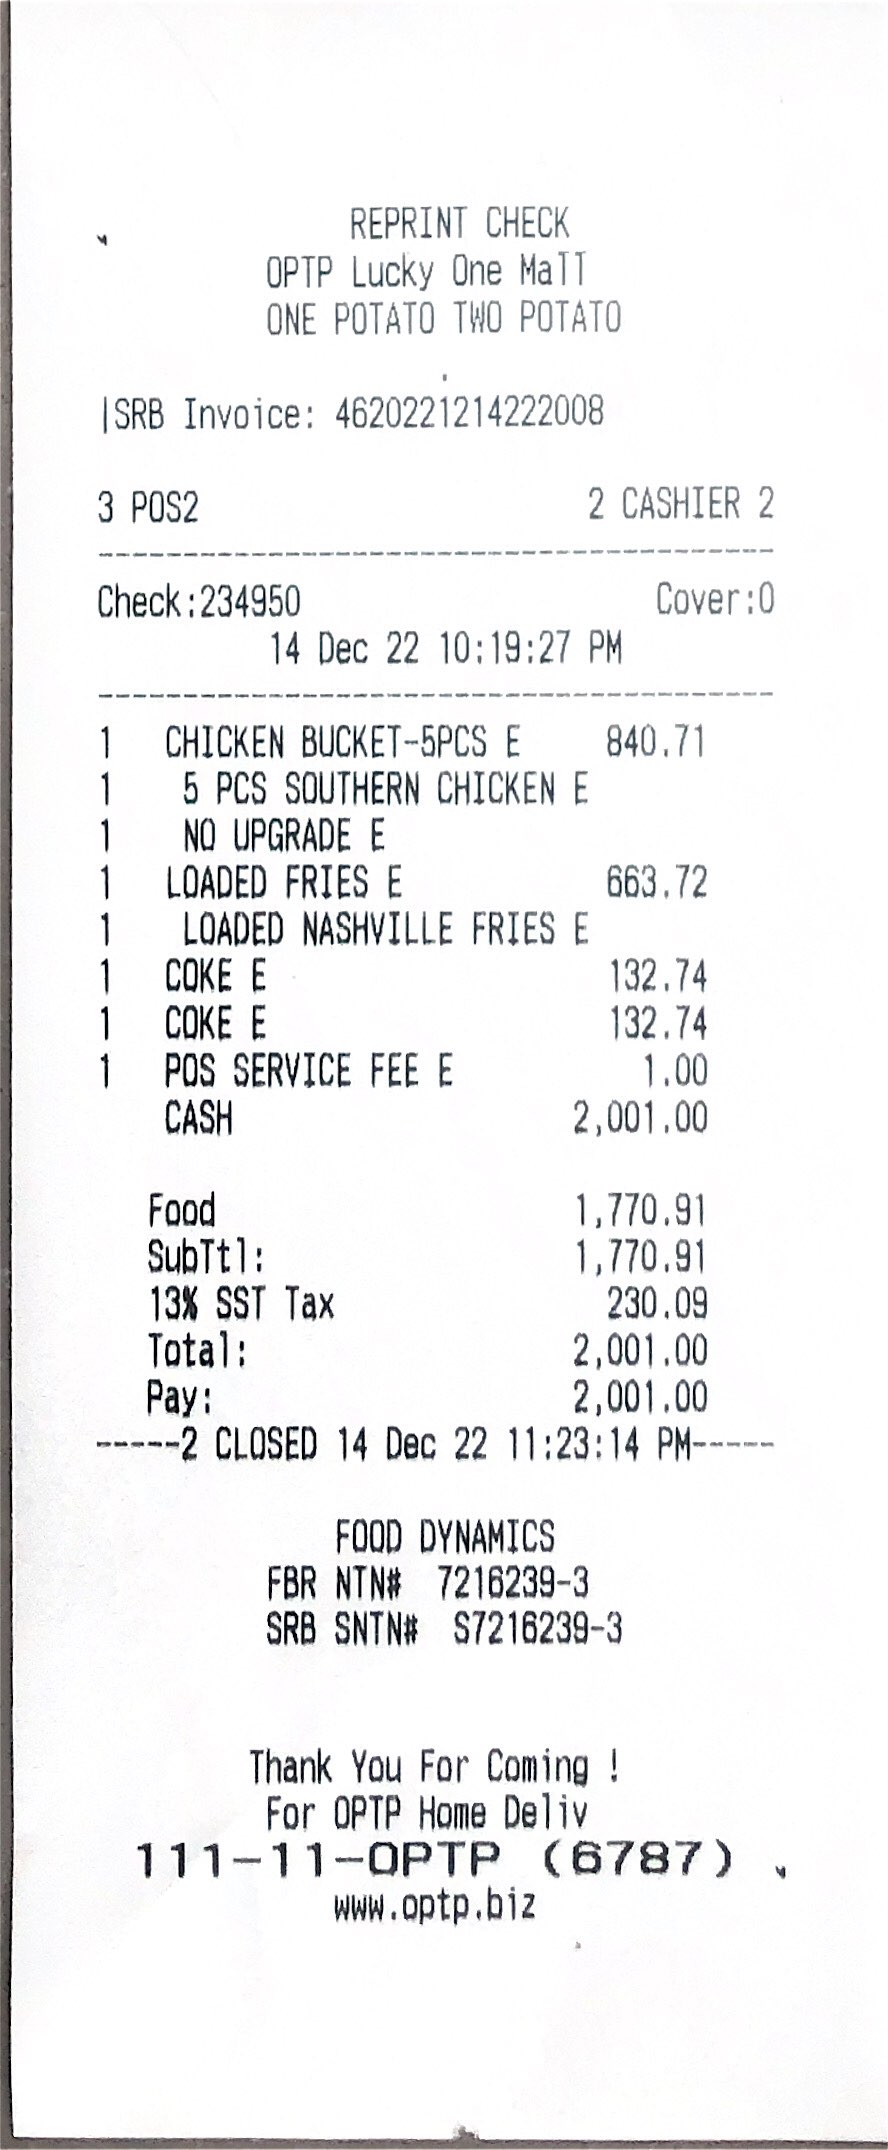 REPRINT CHECK
OPTP Lucky One Mall
ONE POTATO TWO POTATO
|SRB Invoice: 4620221214222008
3 POS2 2 CASHIER 2
----------------------------------------
Check:234950 Cover:0
14 Dec 22 10:19:27 PM
----------------------------------------
1 CHICKEN BUCKET-5PCS E 840.71
1 5 PCS SOUTHERN CHICKEN E
1 NO UPGRADE E
1 LOADED FRIES E 663.72
1 LOADED NASHVILLE FRIES E
1 COKE E 132.74
1 COKE E 132.74
1 POS SERVICE FEE E 1.00
CASH 2,001.00
Food 1,770.91
SubTtl: 1,770.91
13% SST Tax 230.09
Total: 2,001.00
Pay: 2,001.00
-----2 CLOSED 14 Dec 22 11:23:14 PM-----
FOOD DYNAMICS
FBR NTN# 7216239-3
SRB SNTN# S7216239-3
Thank You For Coming !
For OPTP Home Deliv
111-11-OPTP (6787)
www.optp.biz